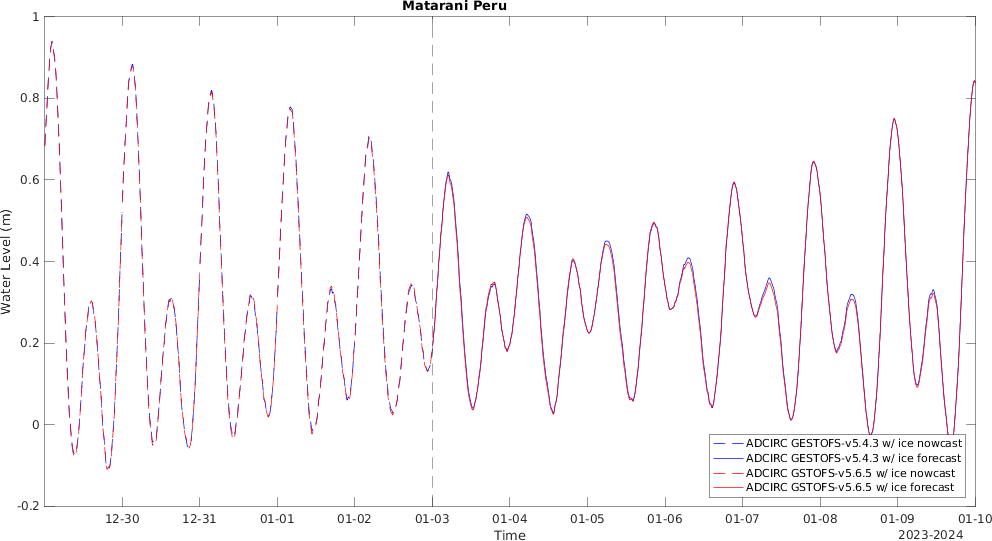 Matarani Peru
Water Level (m)
1
0.8
0.6
0.4
0.2
0
-0.2
12-30 12-31 01-01 01-02 01-03 01-04 01-05 01-06 01-07 01-08 01-09 01-10
Time
2023-2024
ADCIRC GESTOFS-v5.4.3 w/ ice nowcast
ADCIRC GESTOFS-v5.4.3 w/ ice forecast
ADCIRC GSTOFS-v5.6.5 w/ ice nowcast
ADCIRC GSTOFS-v5.6.5 w/ ice forecast